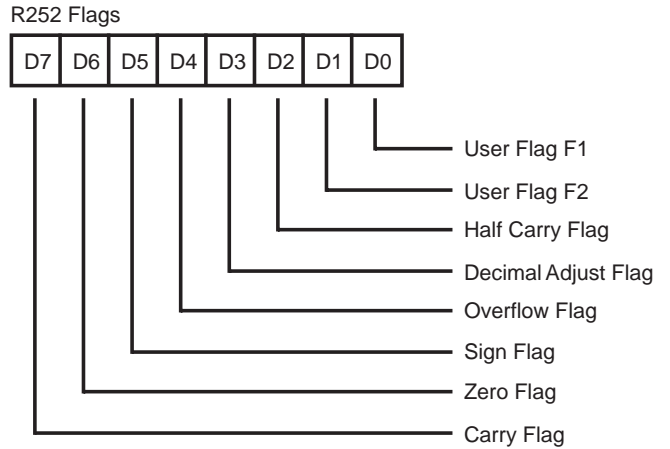 R252 Flags
D7 D6 D5 D4 D3 D2 D1 D0
User Flag F1
User Flag F2
Half Carry Flag
Decimal Adjust Flag
Overflow Flag
Sign Flag
Zero Flag
Carry Flag